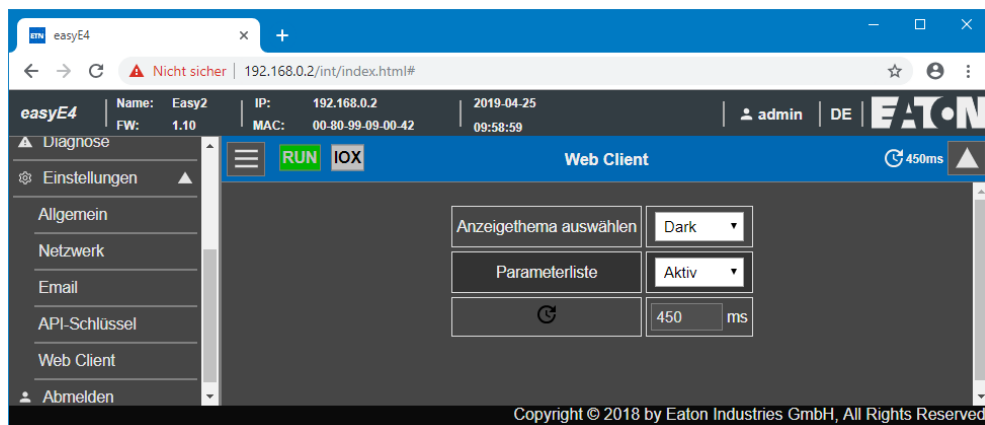 ETN easyE4
Nicht sicher | 192.168.0.2/int/index.html#
easyE4 Name: Easy2 IP: 192.168.0.2 2019-04-25 admin DE EATON
FW: 1.10 MAC: 00-80-99-09-00-42 09:58:59
Diagnose
RUN IOX Web Client 450ms
Einstellungen
Allgemein
Netzwerk
Email
API-Schlüssel
Web Client
Abmelden
Anzeigethema auswählen Dark
Parameterliste Aktiv
450 ms
Copyright © 2018 by Eaton Industries GmbH, All Rights Reserved